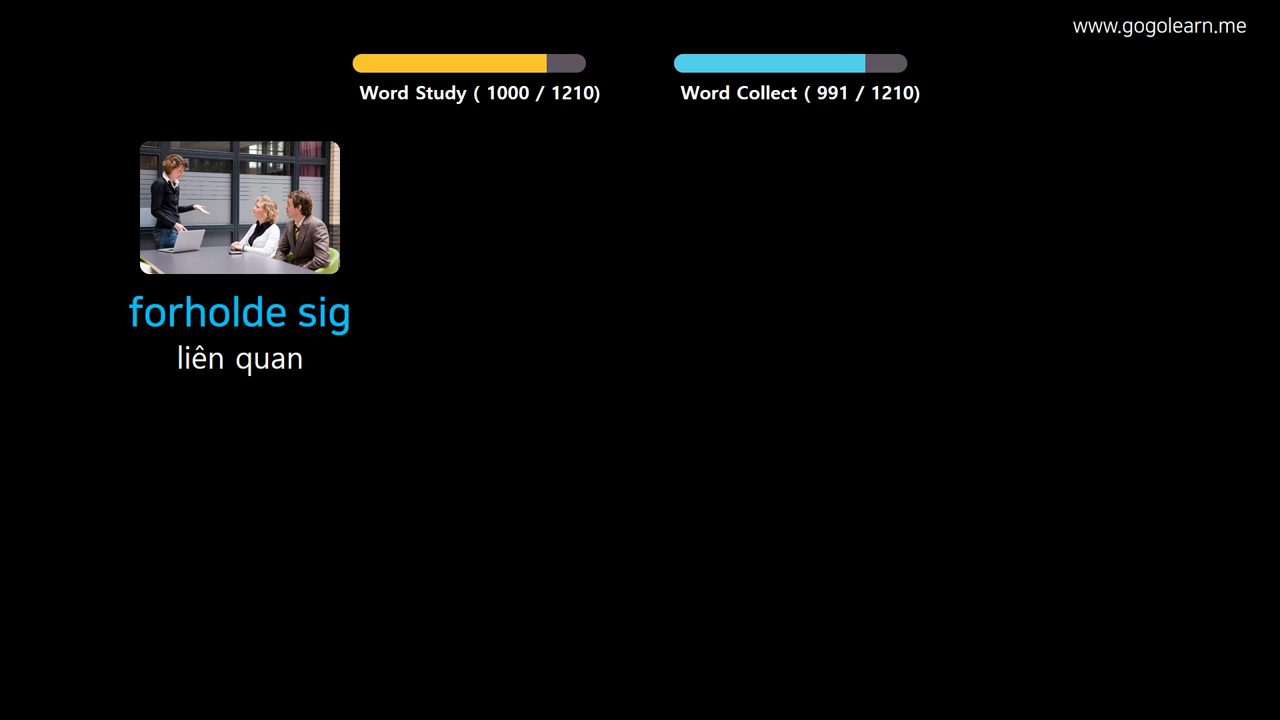 www.gogolearn.me
Word Study ( 1000 / 1210)
Word Collect ( 991 / 1210)
forholde sig
liên quan